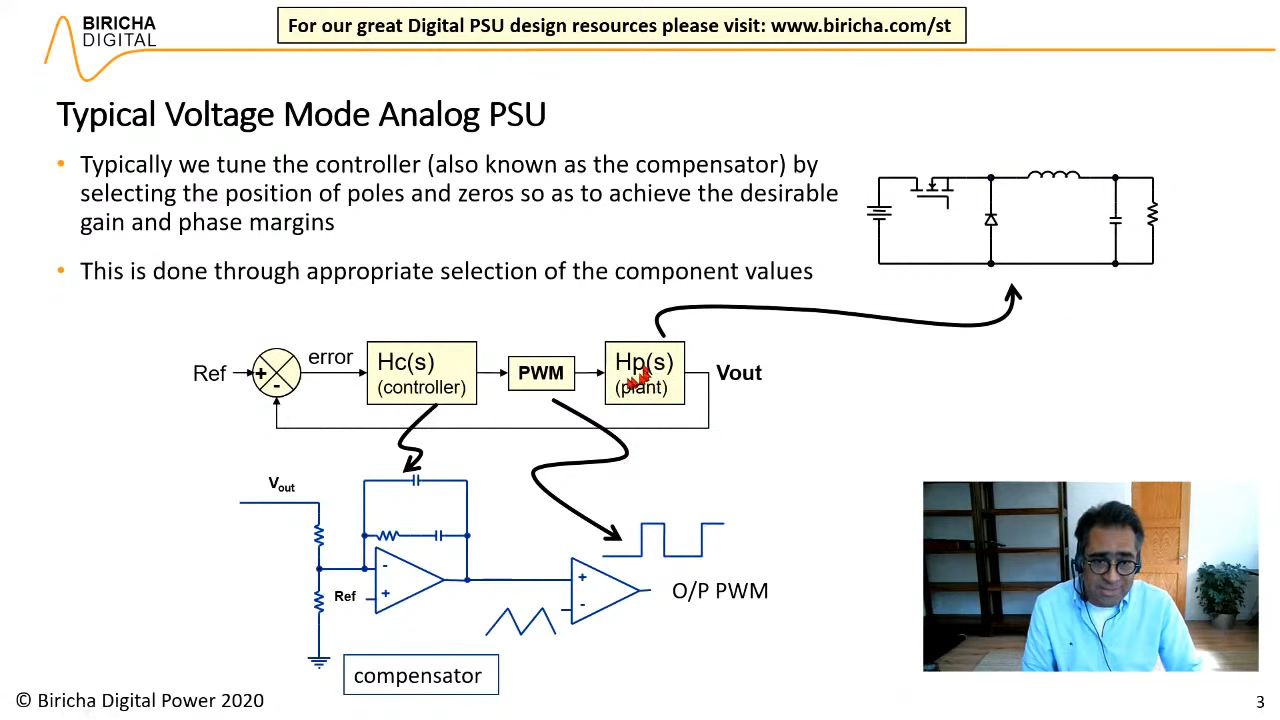 BIRICHA
DIGITAL
For our great Digital PSU design resources please visit: www.biricha.com/st
Typical Voltage Mode Analog PSU
• Typically we tune the controller (also known as the compensator) by
selecting the position of poles and zeros so as to achieve the desirable
gain and phase margins
• This is done through appropriate selection of the component values
Ref
+
-
error
Hc(s)
(controller)
PWM
Hp(s)
(plant)
Vout
Vout
-
+
Ref
+
-
O/P PWM
compensator
© Biricha Digital Power 2020
3